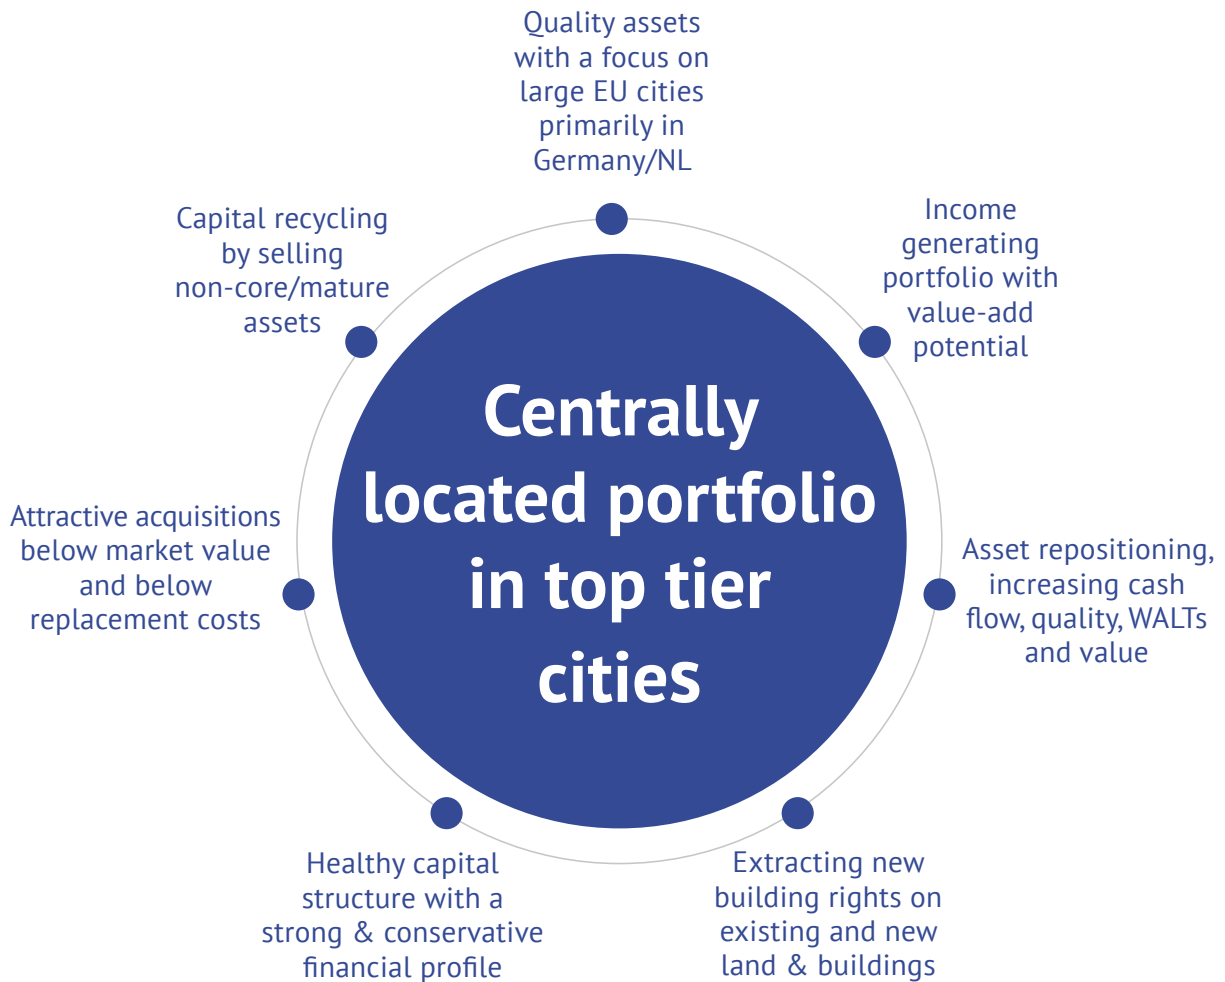 Quality assets
with a focus on
large EU cities
primarily in
Germany/NL
Income
generating
portfolio with
value-add
potential
Asset repositioning,
increasing cash
flow, quality, WALTs
and value
Extracting new
building rights on
existing and new
land & buildings
Healthy capital
structure with a
strong & conservative
financial profile
Attractive acquisitions
below market value
and below
replacement costs
Capital recycling
by selling
non-core/mature
assets
Centrally
located portfolio
in top tier
cities